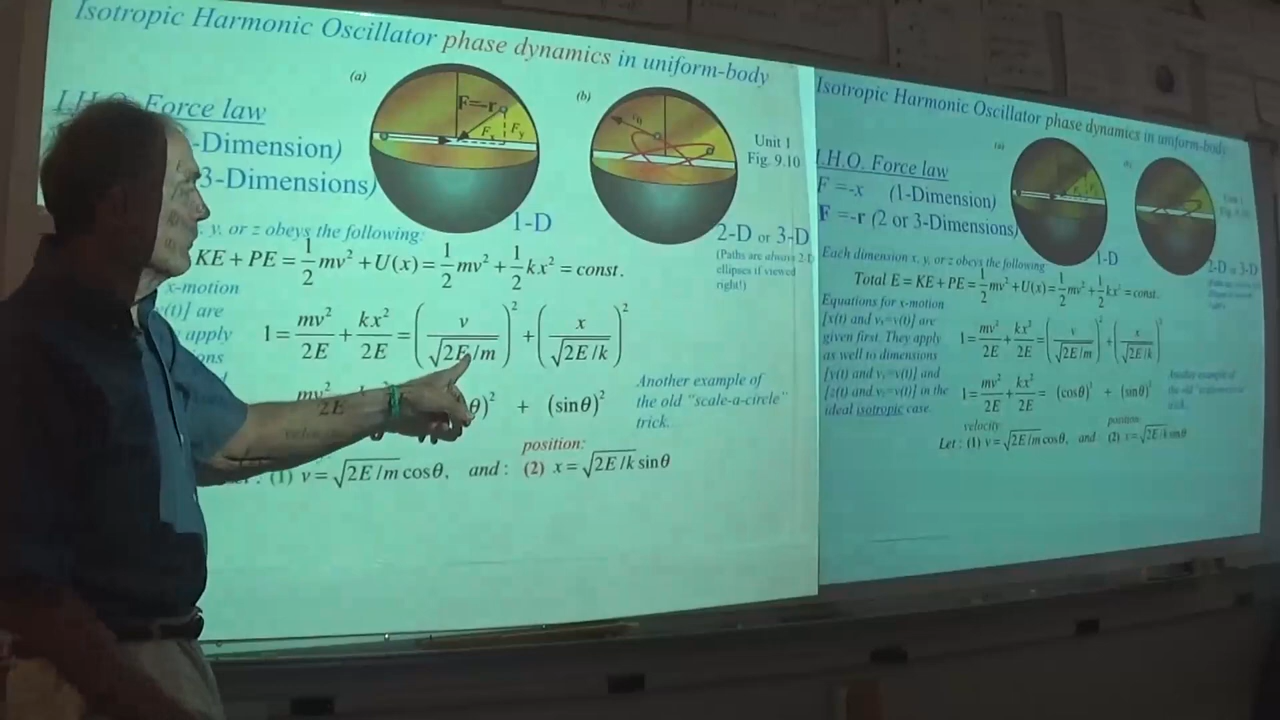 Isotropic Harmonic Oscillator phase dynamics in uniform-body
I.H.O. Force law
-Dimension)
3-Dimensions)
(a)
F=-r
Fx
Fy
1-D
(b)
Unit 1
Fig. 9.10
2-D or 3-D
(Paths are always 2-D
ellipses if viewed
right!)
y, or z obeys the following:
KE + PE = 1/2 mv² + U(x) = 1/2 mv² + 1/2 kx² = const.
x-motion
(t)] are
apply
ons
1 = mv²/2E + kx²/2E = (v/√2E/m)² + (x/√2E/k)²
mv²/2E
θ)² + (sinθ)²
Another example of
the old "scale-a-circle"
trick.
position:
(1) v = √2E/m cosθ, and: (2) x = √2E/k sinθ
Isotropic Harmonic Oscillator phase dynamics in uniform-body
I.H.O. Force law
F = -x (1-Dimension)
F = -r (2 or 3-Dimensions)
1-D
2-D or 3-D
Each dimension x, y, or z obeys the following
Total E = KE + PE = 1/2 mv² + U(x) = 1/2 mv² + 1/2 kx² = const.
Equations for x-motion
[x(t) and vx=v(t)] are
given first. They apply
as well to dimensions
[y(t) and vy=v(t)] and
[z(t) and vz=v(t)] in the
ideal isotropic case.
1 = mv²/2E + kx²/2E = (v/√2E/m)² + (x/√2E/k)²
1 = mv²/2E + kx²/2E = (cosθ)² + (sinθ)²
Another example of
trick.
velocity
position:
Let: (1) v = √2E/m cosθ, and: (2) x = √2E/k sinθ